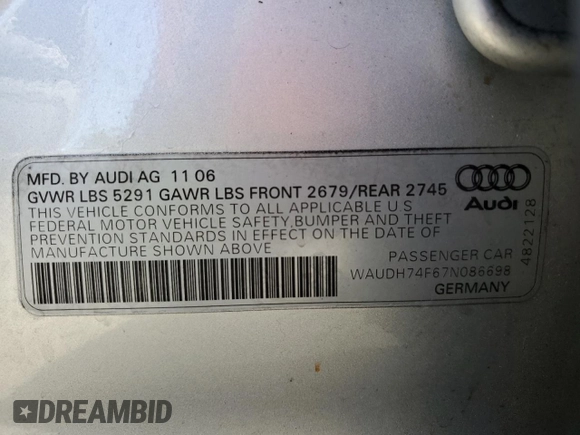 MFD. BY AUDI AG 11 06
GVWR LBS 5291 GAWR LBS FRONT 2679/REAR 2745
THIS VEHICLE CONFORMS TO ALL APPLICABLE U S
FEDERAL MOTOR VEHICLE SAFETY,BUMPER AND THEFT
PREVENTION STANDARDS IN EFFECT ON THE DATE OF
MANUFACTURE SHOWN ABOVE
PASSENGER CAR
WAUDH74F67N086698
GERMANY
Audi
4822128
DREAMBID